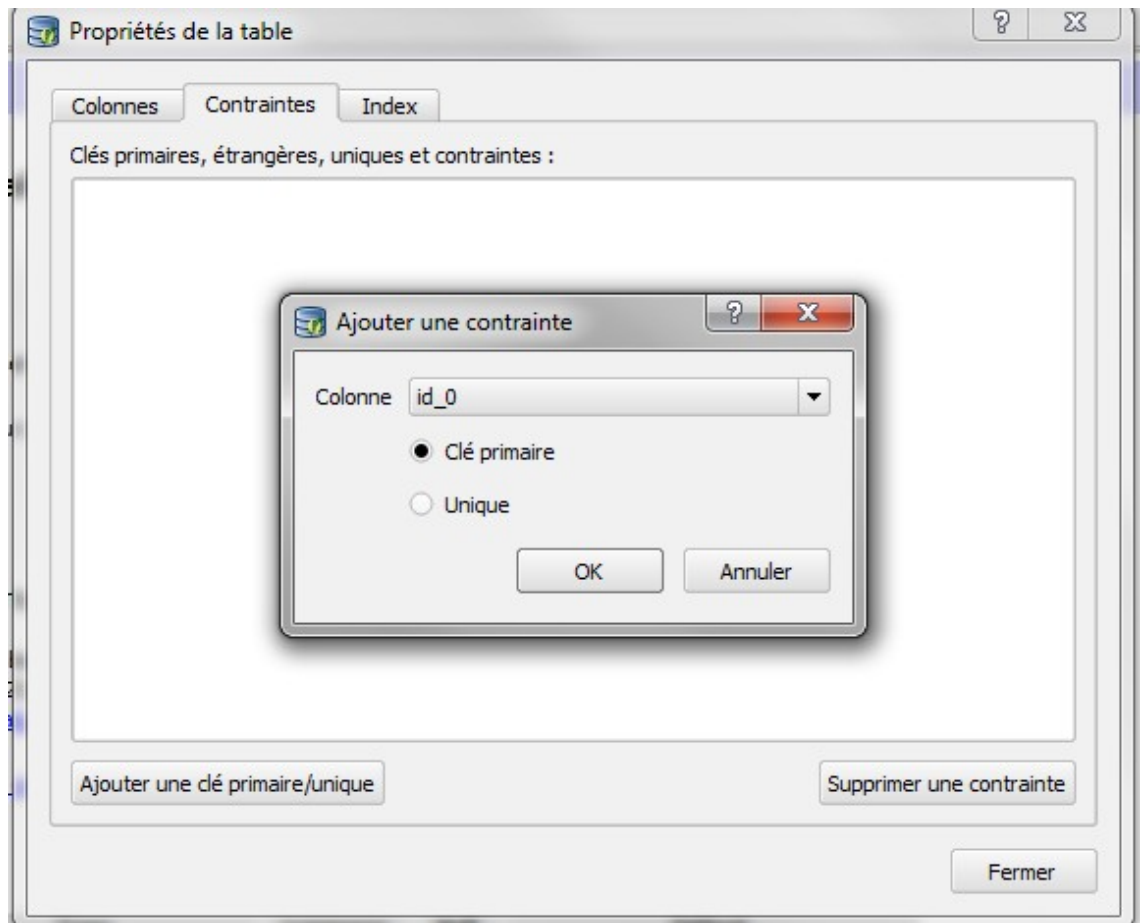 Propriétés de la table
Colonnes Contraintes Index
Clés primaires, étrangères, uniques et contraintes :
Ajouter une contrainte
Colonne id_0
Clé primaire
Unique
OK Annuler
Ajouter une clé primaire/unique Supprimer une contrainte
Fermer